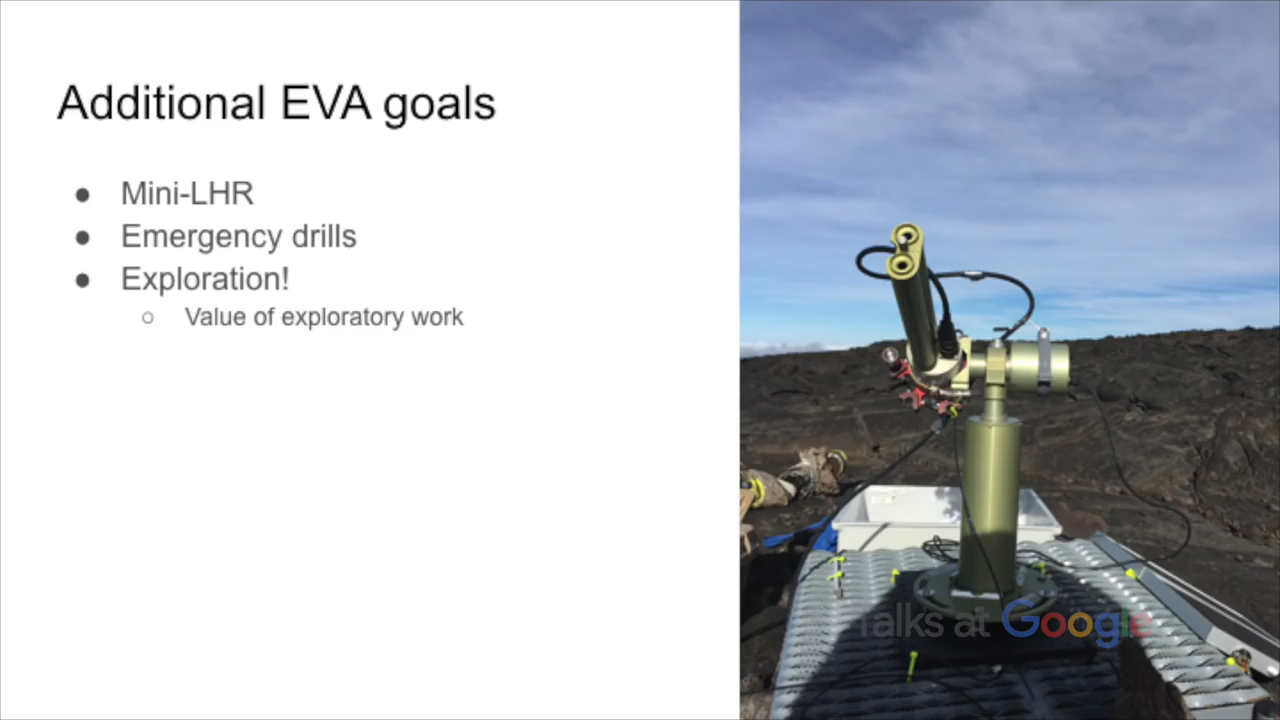 Additional EVA goals
● Mini-LHR
● Emergency drills
● Exploration!
○ Value of exploratory work
Talks at Google